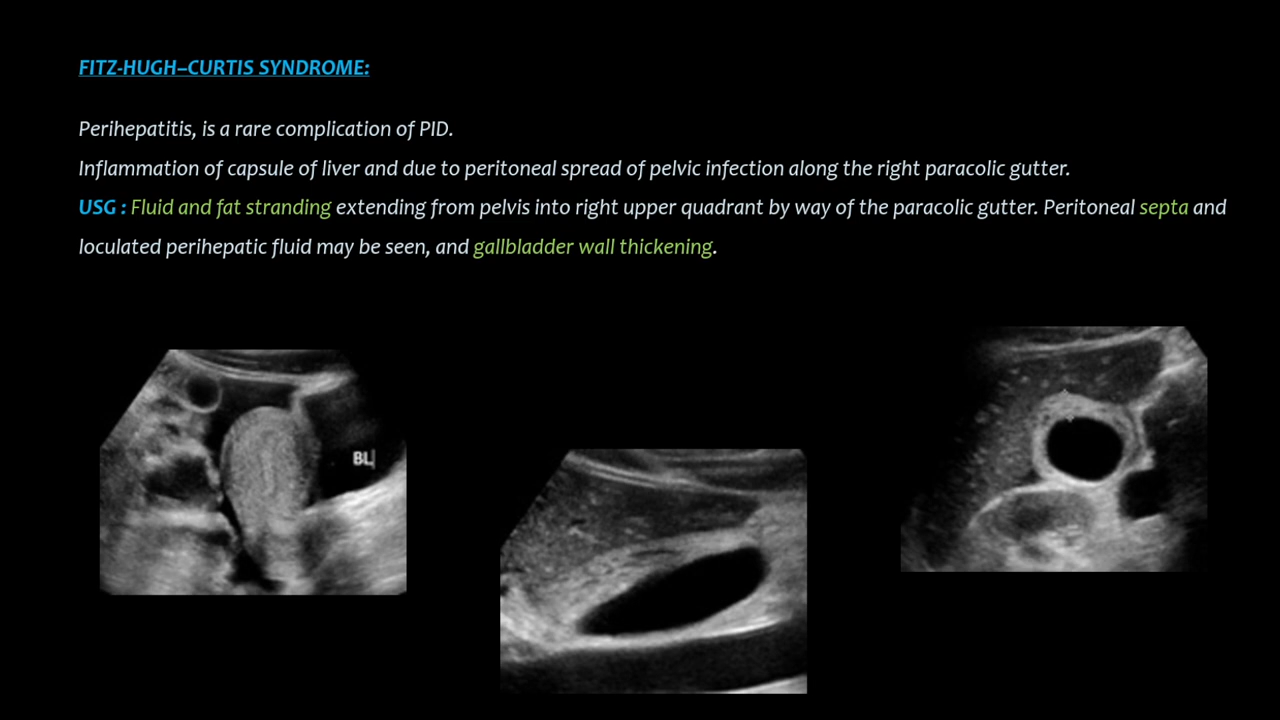 FITZ-HUGH–CURTIS SYNDROME:
Perihepatitis, is a rare complication of PID.
Inflammation of capsule of liver and due to peritoneal spread of pelvic infection along the right paracolic gutter.
USG : Fluid and fat stranding extending from pelvis into right upper quadrant by way of the paracolic gutter. Peritoneal septa and
loculated perihepatic fluid may be seen, and gallbladder wall thickening.
BL